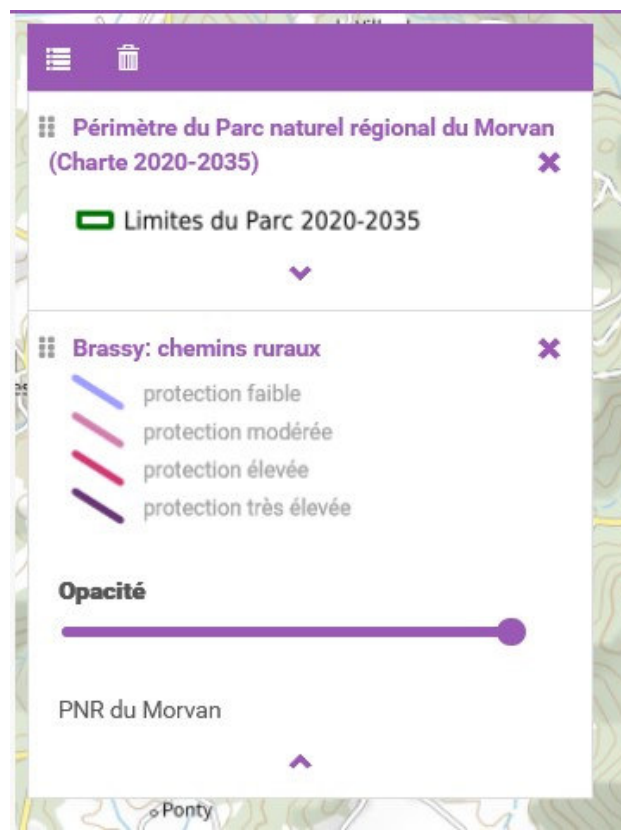 Périmètre du Parc naturel régional du Morvan
(Charte 2020-2035)
Limites du Parc 2020-2035
Brassy: chemins ruraux
protection faible
protection modérée
protection élevée
protection très élevée
Opacité
PNR du Morvan
Ponty